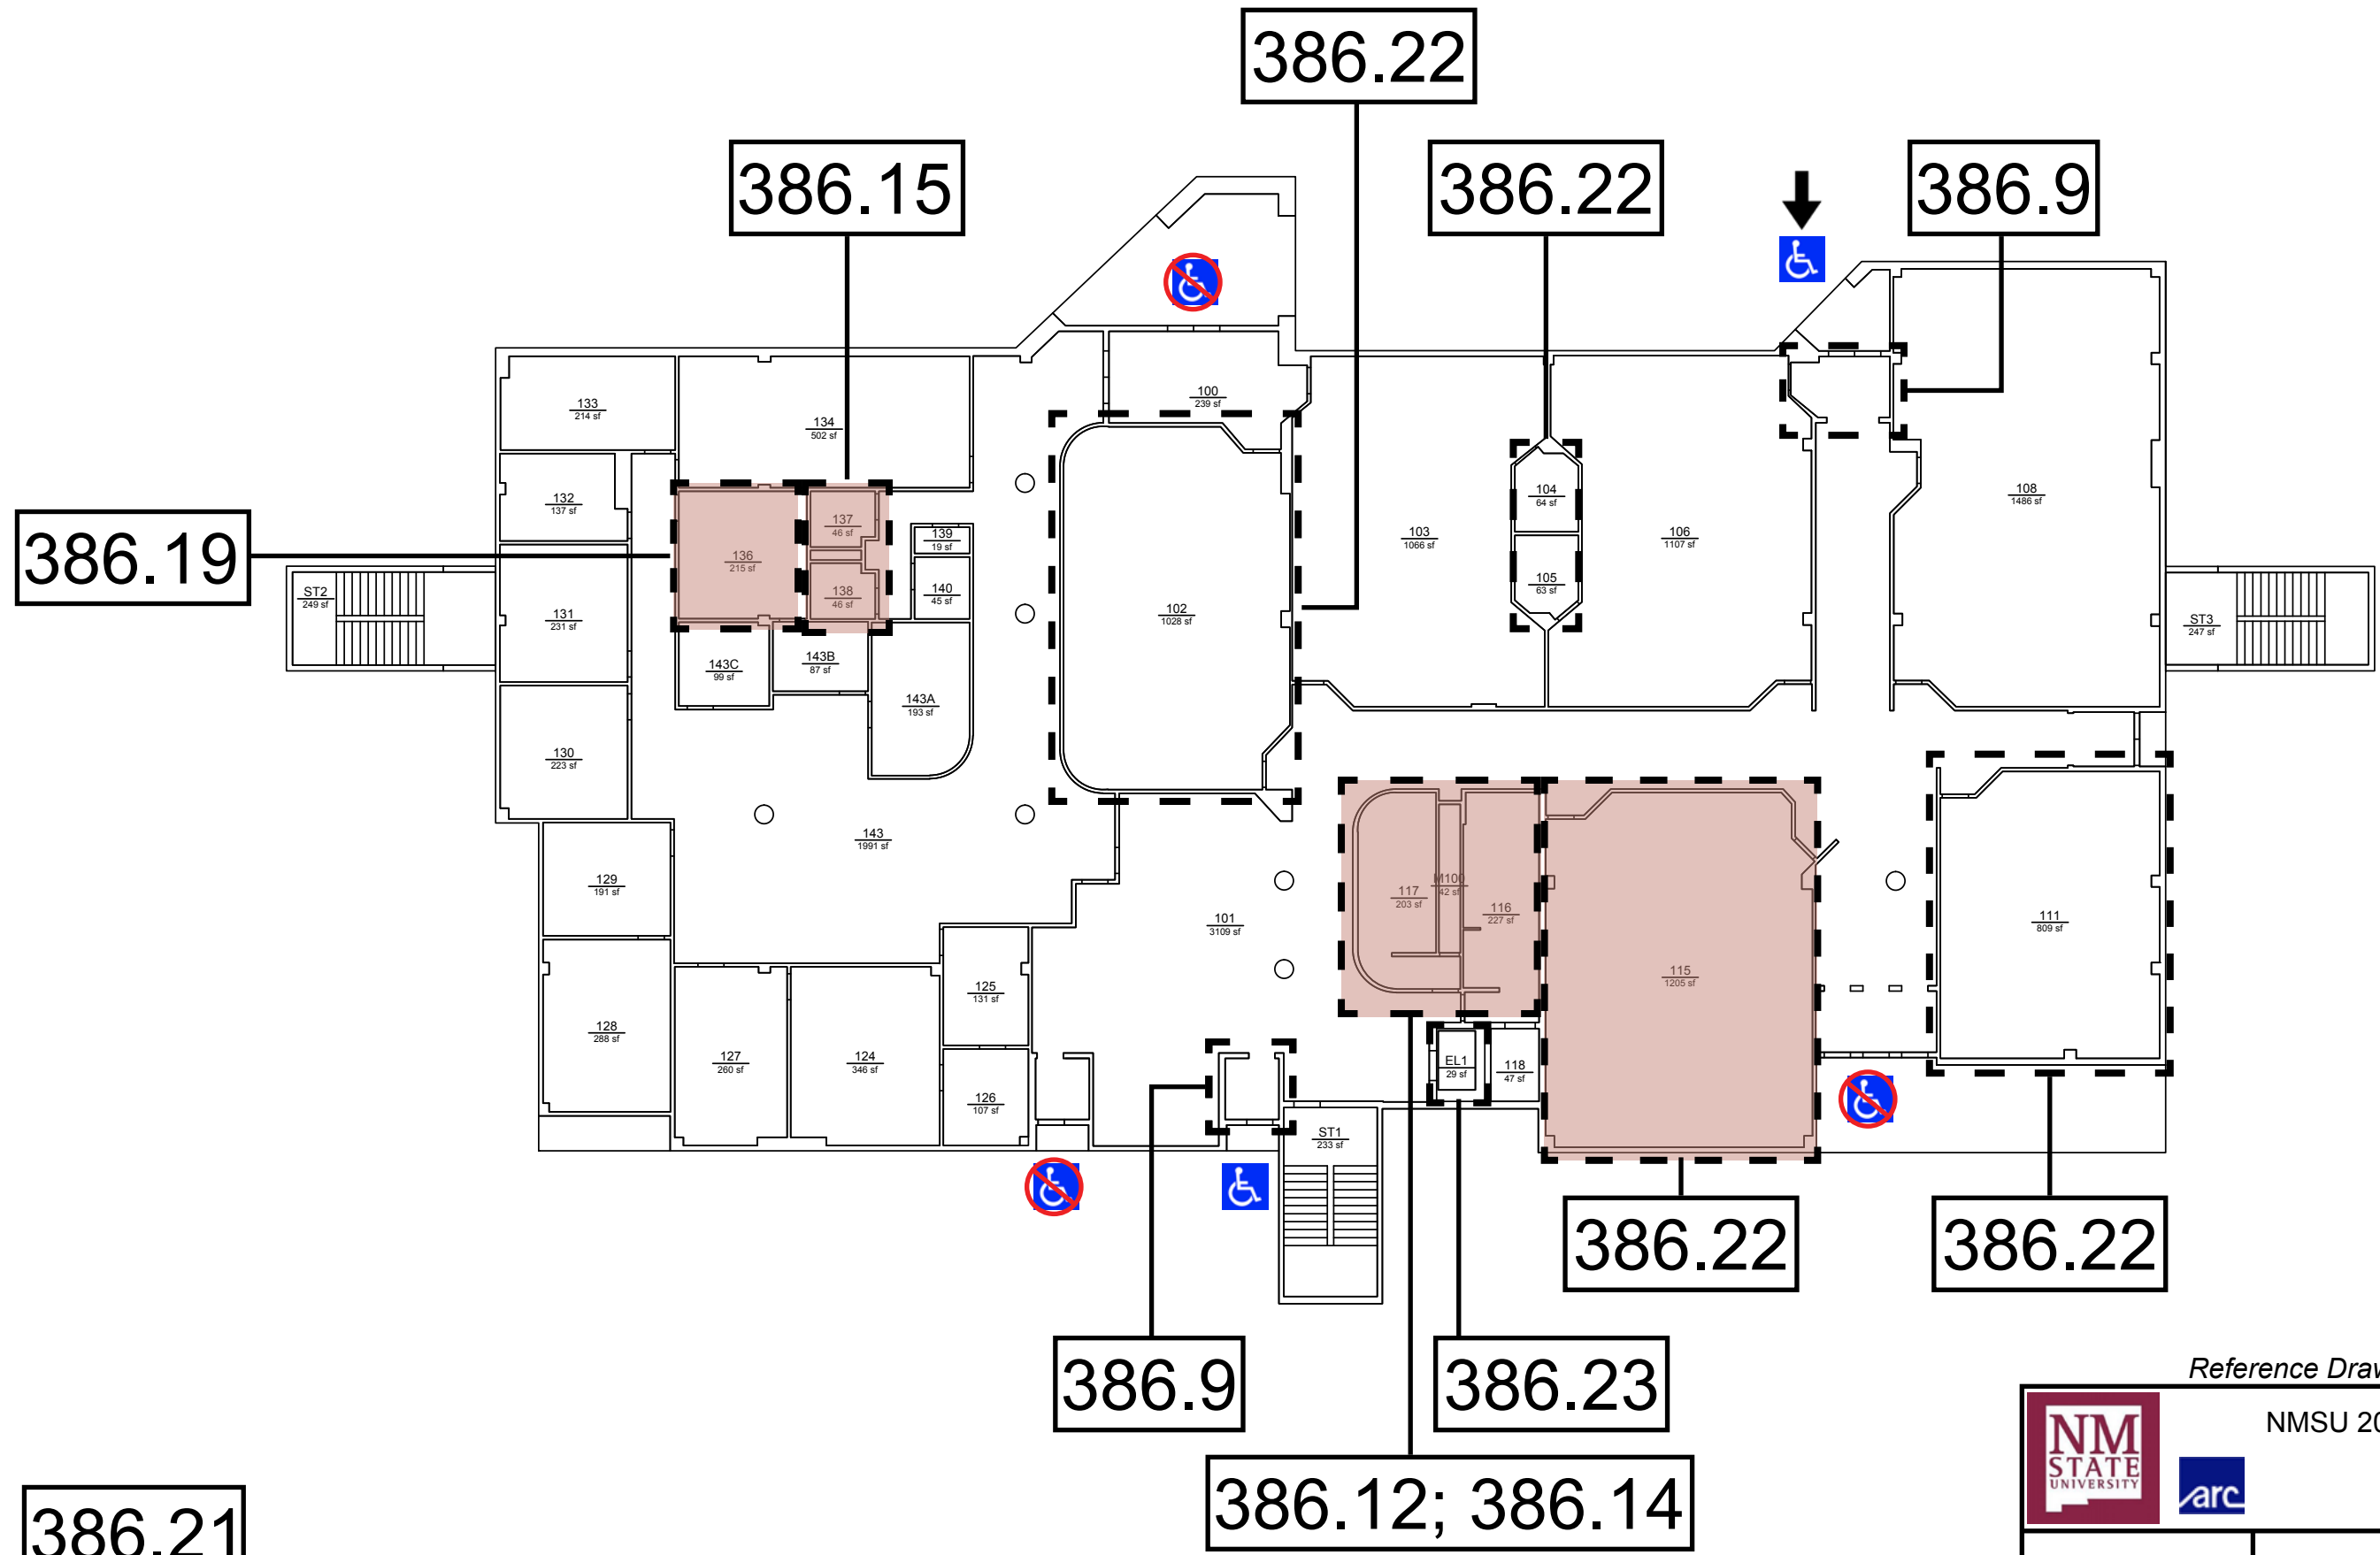 386.22
386.15
386.22
386.9
133
214 sf
134
502 sf
100
239 sf
132
137 sf
137
46 sf
139
19 sf
103
1066 sf
104
64 sf
106
1107 sf
108
1486 sf
386.19
136
215 sf
ST2
249 sf
131
231 sf
138
46 sf
140
45 sf
102
1028 sf
105
63 sf
ST3
247 sf
143C
99 sf
143B
87 sf
143A
193 sf
130
223 sf
143
1991 sf
129
191 sf
117
203 sf
M100
42 sf
116
227 sf
101
3109 sf
111
809 sf
115
1205 sf
125
131 sf
128
288 sf
127
260 sf
124
346 sf
EL1
29 sf
118
47 sf
126
107 sf
ST1
233 sf
386.22
386.22
386.9
386.23
Reference Draw
NM
STATE
UNIVERSITY
arc
NMSU 20
386.12; 386.14
386.21